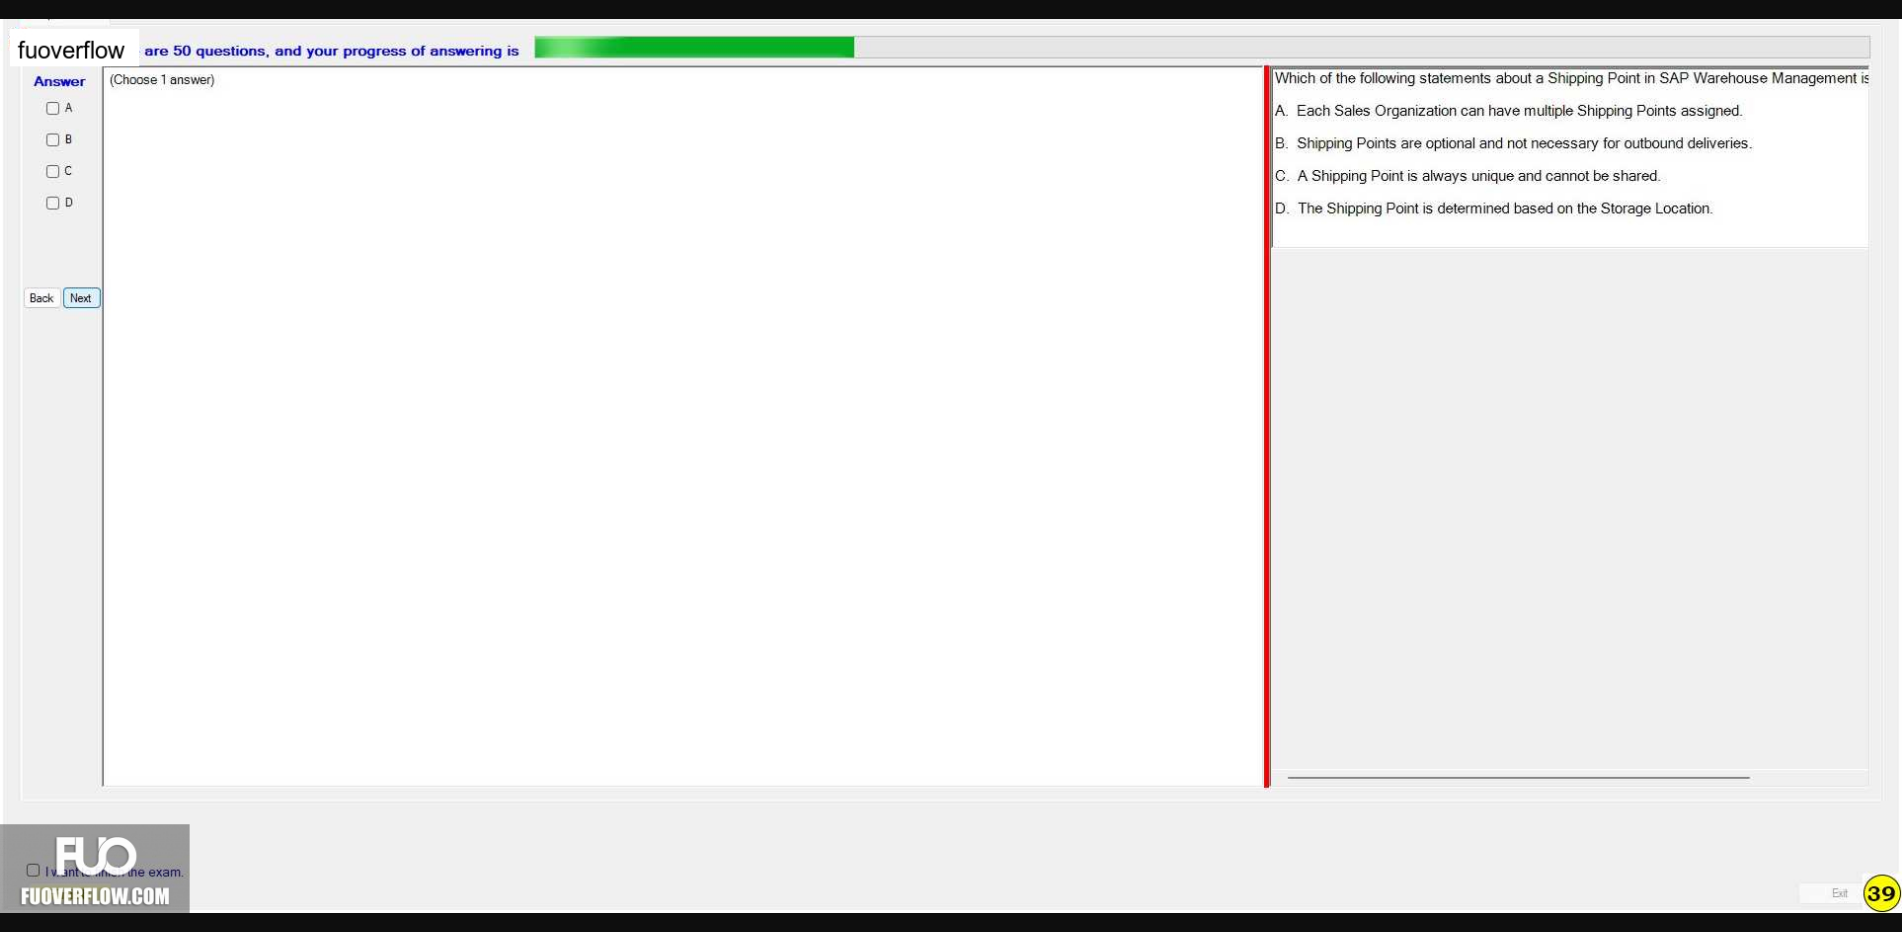 fuoverflow are 50 questions, and your progress of answering is
Answer
(Choose 1 answer)
A
B
C
D
Back Next
Which of the following statements about a Shipping Point in SAP Warehouse Management is
A. Each Sales Organization can have multiple Shipping Points assigned.
B. Shipping Points are optional and not necessary for outbound deliveries.
C. A Shipping Point is always unique and cannot be shared.
D. The Shipping Point is determined based on the Storage Location.
FUO
I want to finish the exam.
FUOVERFLOW.COM
Exit 39